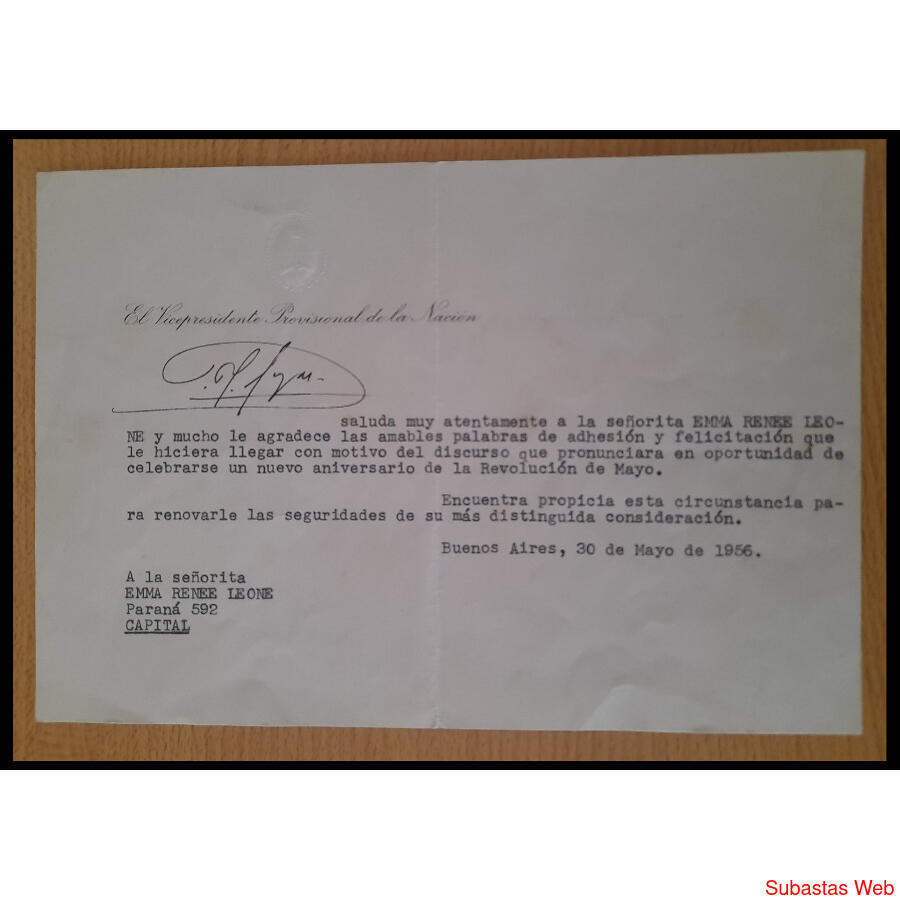 El Vicepresidente Provisional de la Nación
saluda muy atentamente a la señorita EMMA RENEE LEO-
NE y mucho le agradece las amables palabras de adhesión y felicitación que
le hiciera llegar con motivo del discurso que pronunciara en oportunidad de
celebrarse un nuevo aniversario de la Revolución de Mayo.
Encuentra propicia esta circunstancia pa-
ra renovarle las seguridades de su más distinguida consideración.
Buenos Aires, 30 de Mayo de 1956.
A la señorita
EMMA RENEE LEONE
Paraná 592
CAPITAL
Subastas Web